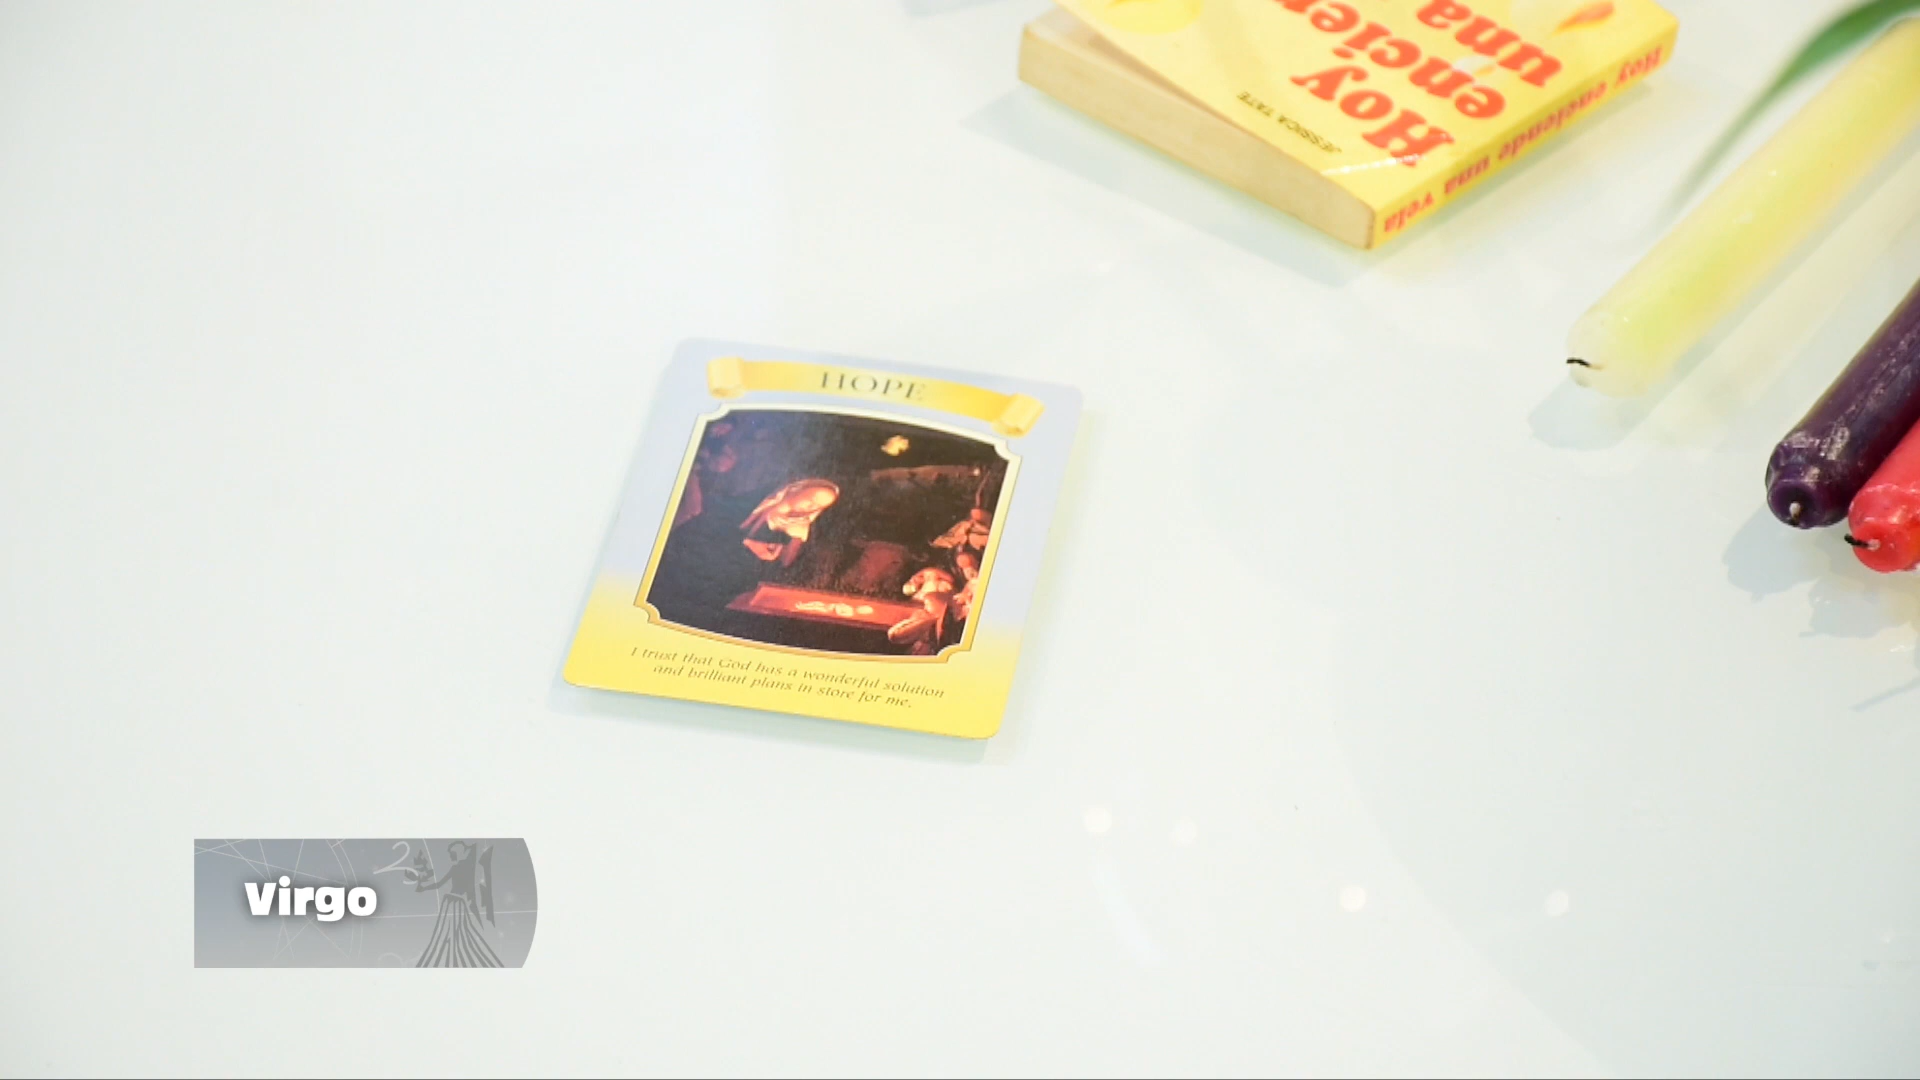 Hoy
encien
una
JESSICA TATE
Hoy enciende una vela
HOPE
I trust that God has a wonderful solution
and brilliant plans in store for me.
Virgo